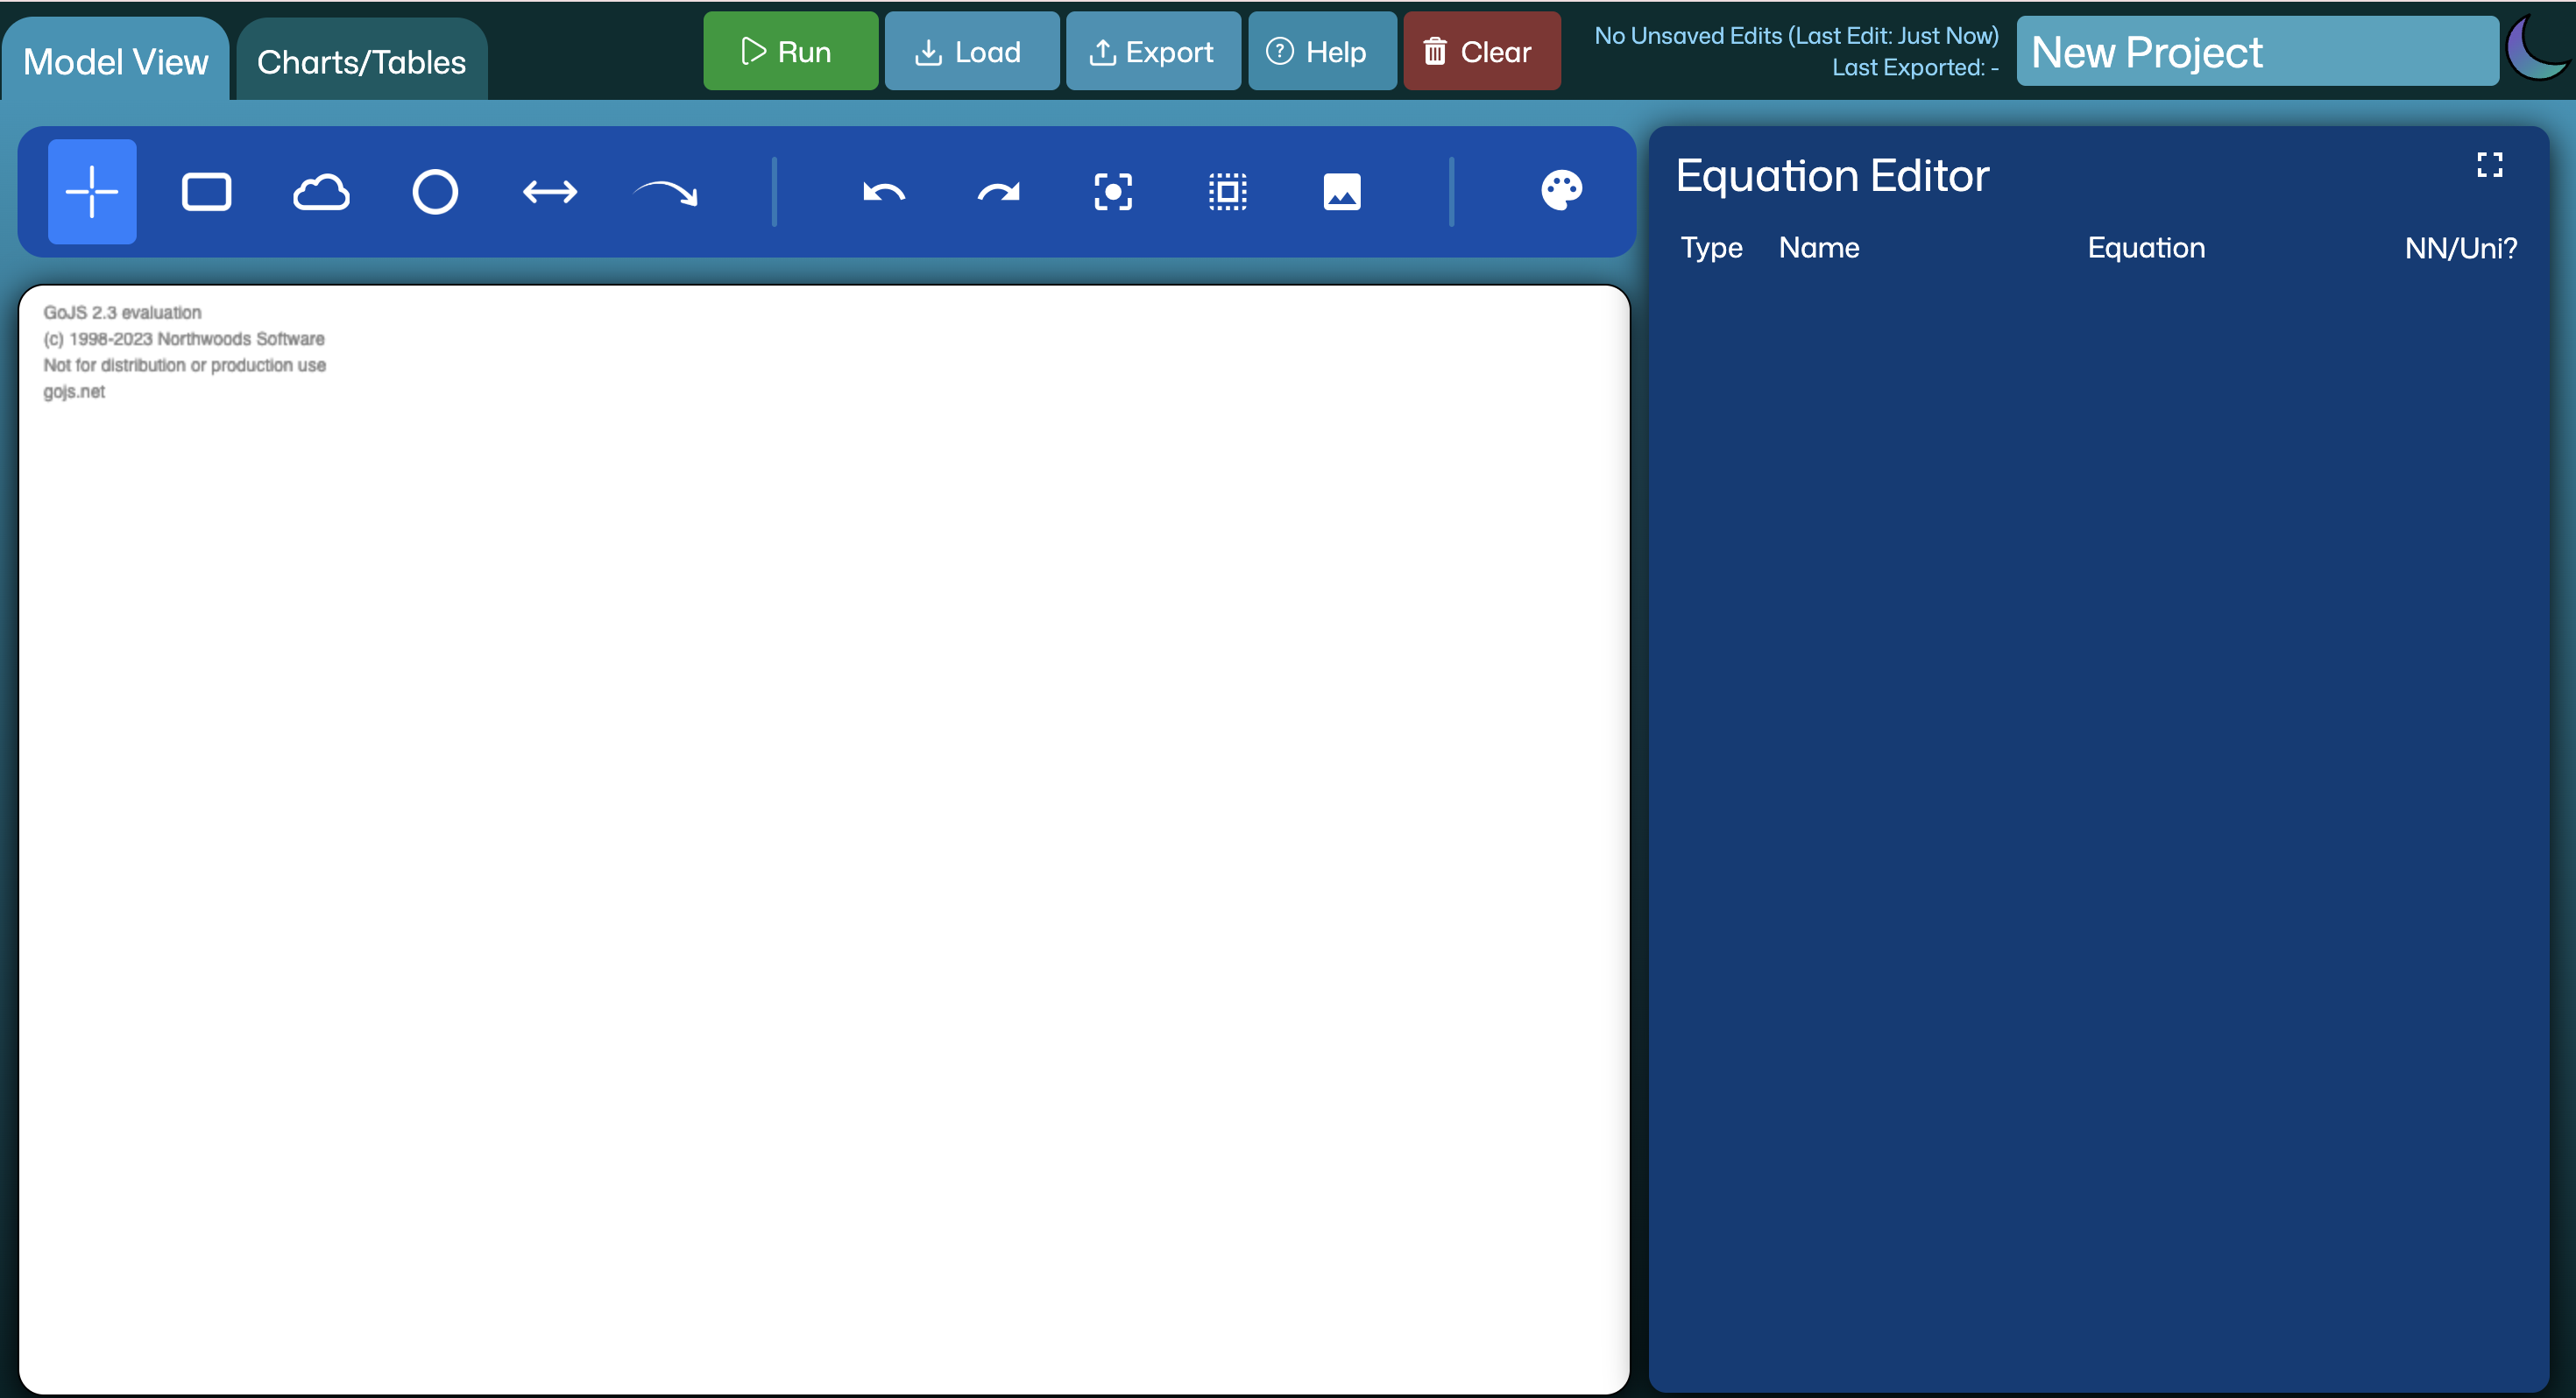 Model View
Charts/Tables
Run
Load
Export
Help
Clear
No Unsaved Edits (Last Edit: Just Now)
Last Exported: -
New Project
GoJS 2.3 evaluation
(c) 1998-2023 Northwoods Software
Not for distribution or production use
gojs.net
Equation Editor
Type Name Equation NN/Uni?